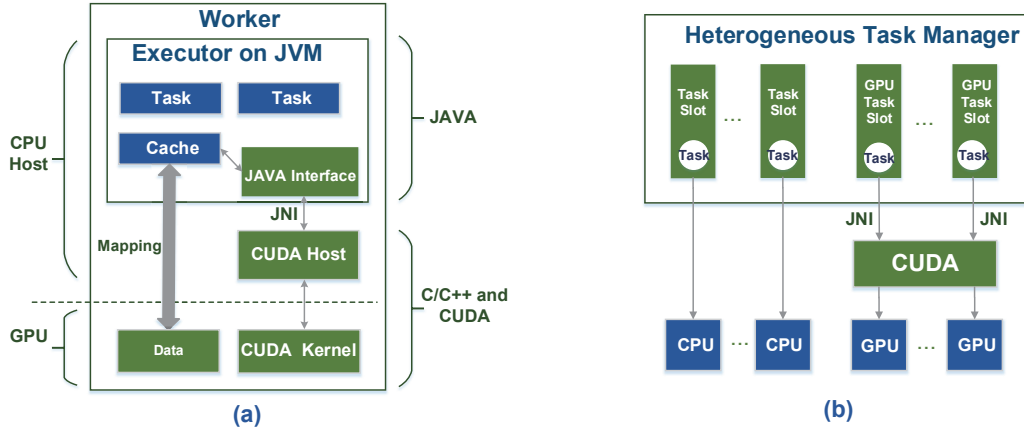 Worker
Executor on JVM
Task
Task
Cache
JAVA Interface
JNI
Mapping
CUDA Host
Data
CUDA Kernel
CPU
Host
GPU
JAVA
C/C++ and
CUDA
(a)
Heterogeneous Task Manager
Task
Slot
Task
...
Task
Slot
Task
GPU
Task
Slot
Task
...
GPU
Task
Slot
Task
JNI
JNI
CUDA
CPU
...
CPU
GPU
...
GPU
(b)